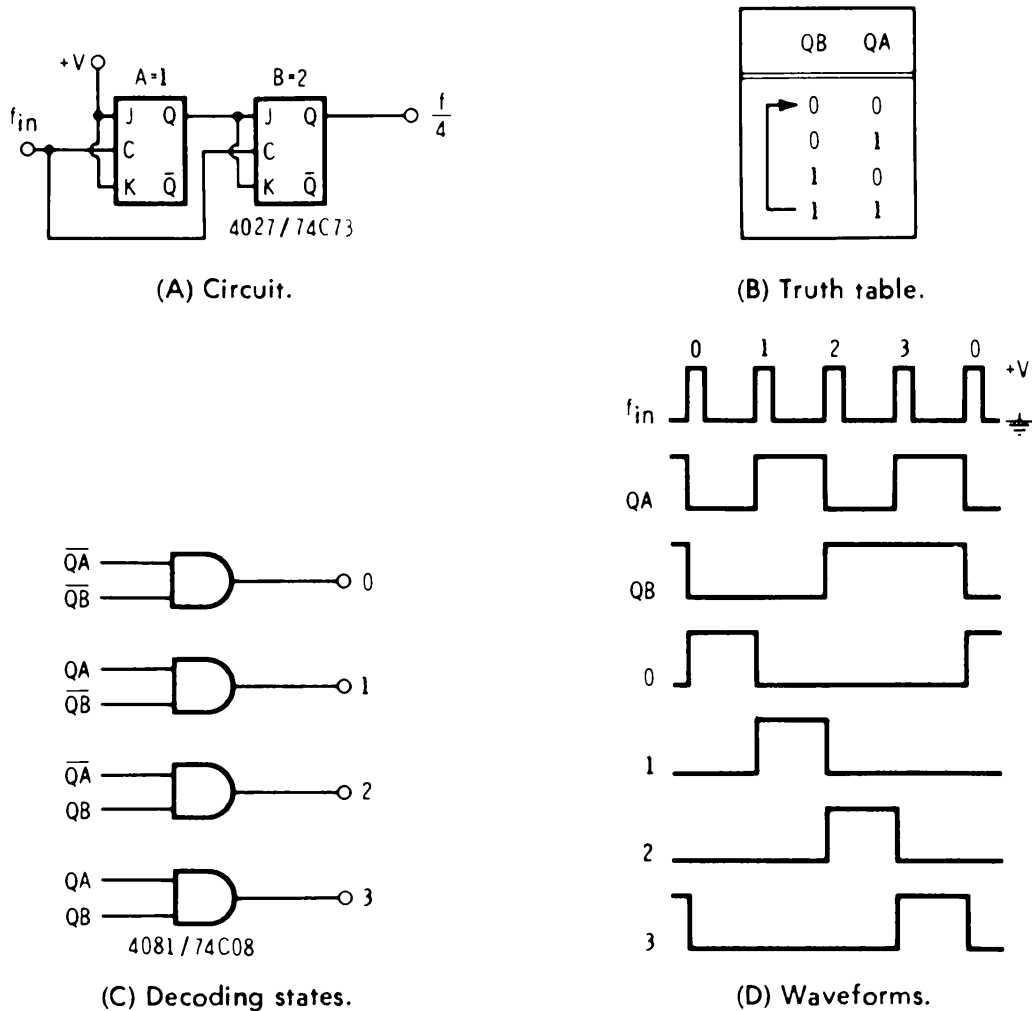 +V
A=1
B=2
f_in
J Q
C
K Q̅
J Q
C
K Q̅
f/4
4027/74C73
(A) Circuit.
QB QA
0 0
0 1
1 0
1 1
(B) Truth table.
Q̅A̅
Q̅B̅
0
QA
Q̅B̅
1
Q̅A̅
QB
2
QA
QB
3
4081/74C08
(C) Decoding states.
0 1 2 3 0
+V
f_in
QA
QB
0
1
2
3
(D) Waveforms.